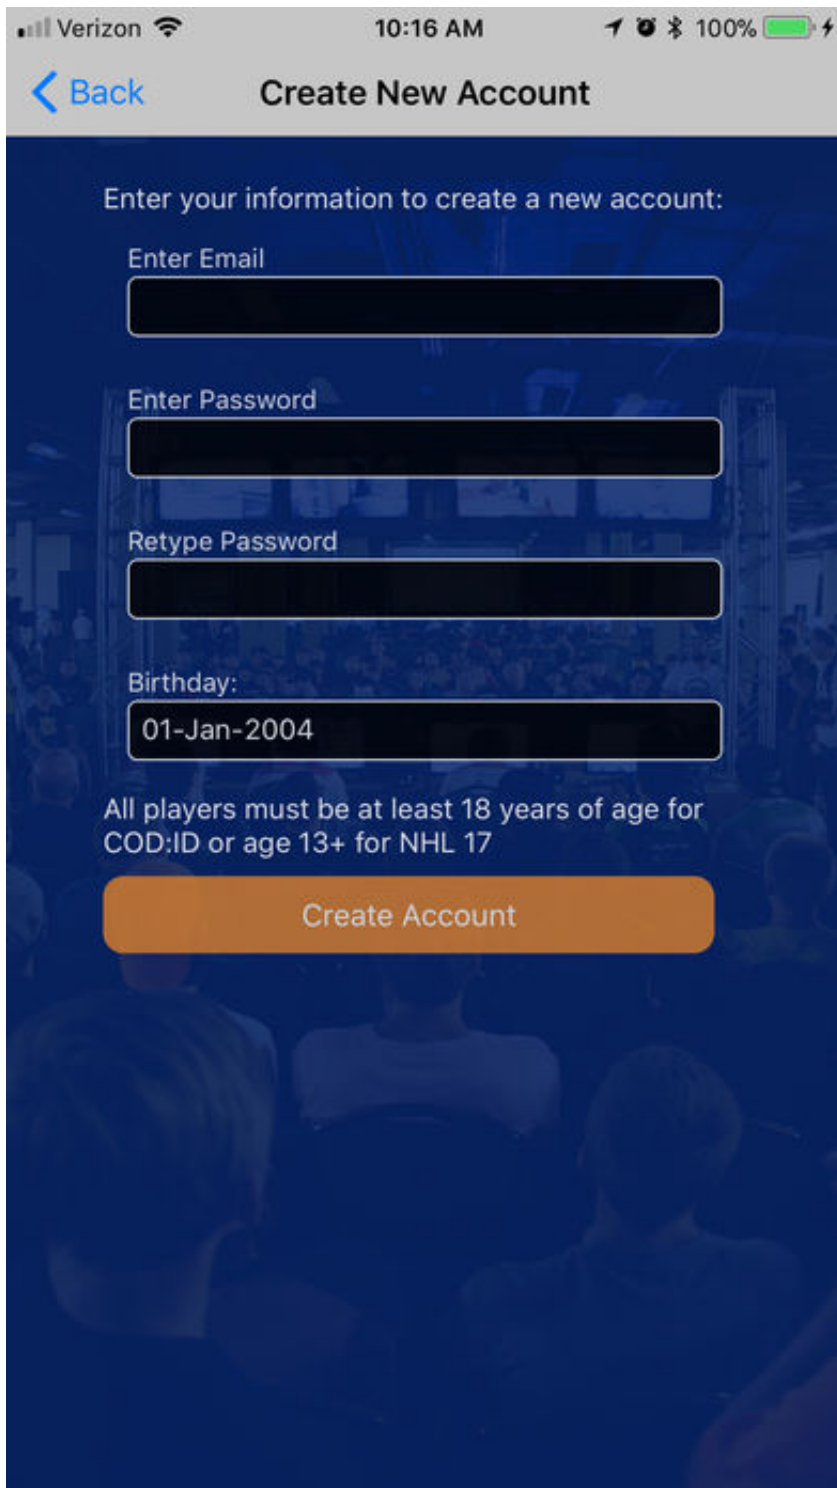 Verizon 10:16 AM 100%
Back Create New Account
Enter your information to create a new account:
Enter Email
Enter Password
Retype Password
Birthday:
01-Jan-2004
All players must be at least 18 years of age for
COD:ID or age 13+ for NHL 17
Create Account